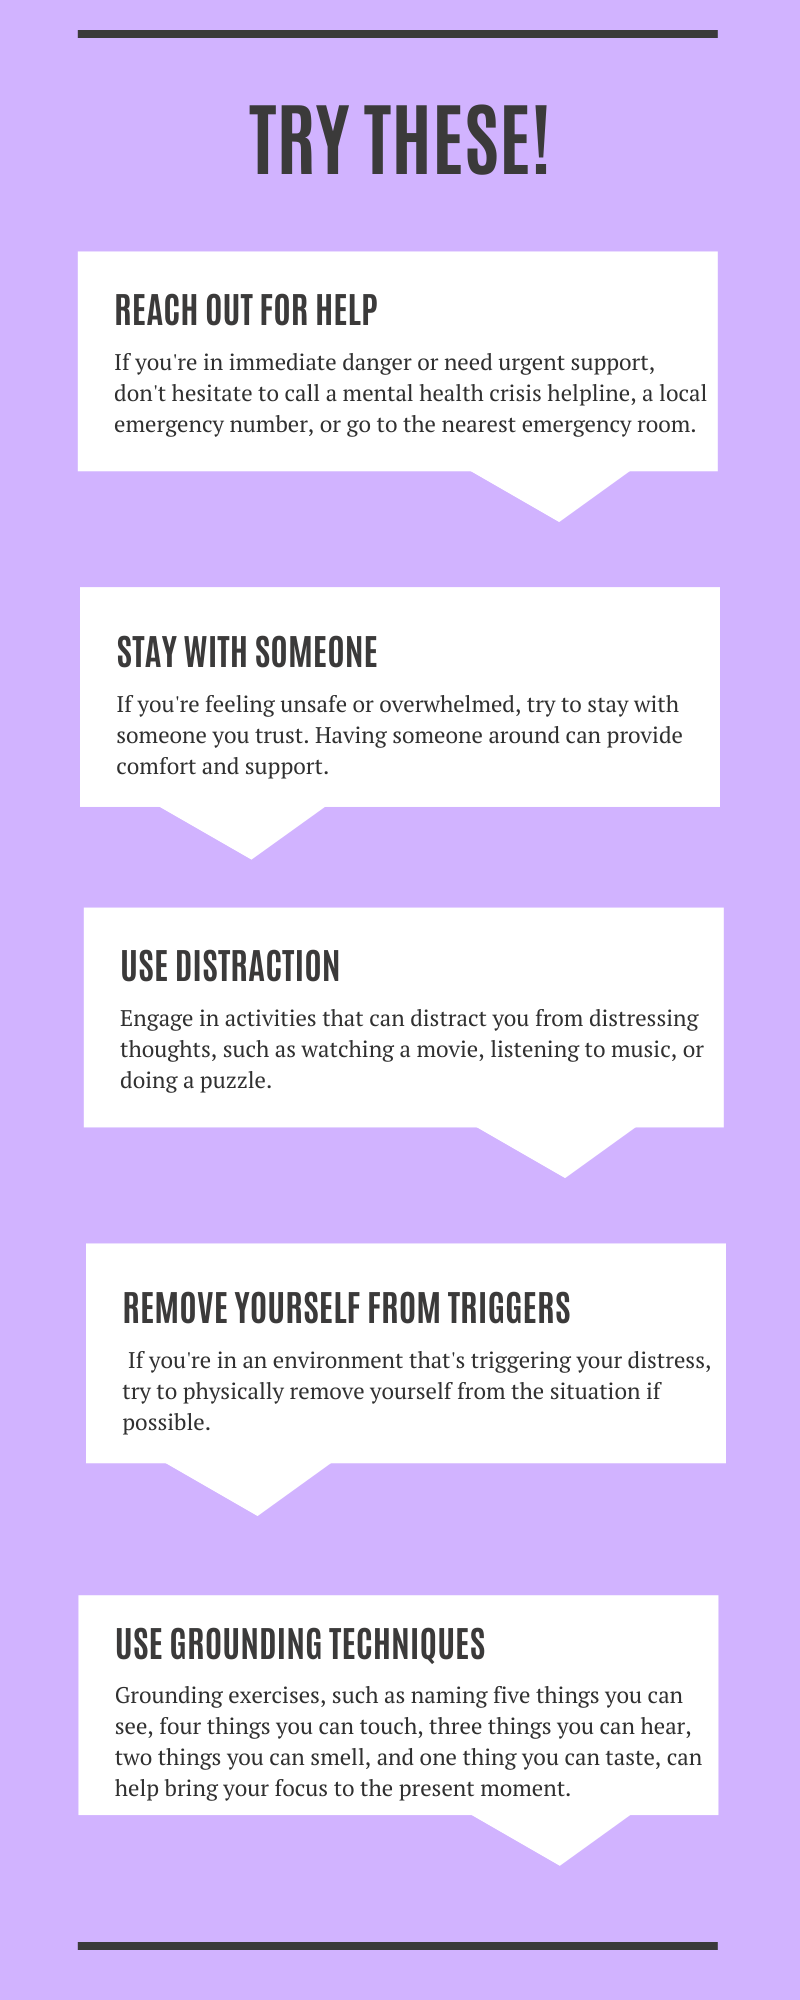 TRY THESE!
REACH OUT FOR HELP
If you're in immediate danger or need urgent support,
don't hesitate to call a mental health crisis helpline, a local
emergency number, or go to the nearest emergency room.
STAY WITH SOMEONE
If you're feeling unsafe or overwhelmed, try to stay with
someone you trust. Having someone around can provide
comfort and support.
USE DISTRACTION
Engage in activities that can distract you from distressing
thoughts, such as watching a movie, listening to music, or
doing a puzzle.
REMOVE YOURSELF FROM TRIGGERS
If you're in an environment that's triggering your distress,
try to physically remove yourself from the situation if
possible.
USE GROUNDING TECHNIQUES
Grounding exercises, such as naming five things you can
see, four things you can touch, three things you can hear,
two things you can smell, and one thing you can taste, can
help bring your focus to the present moment.